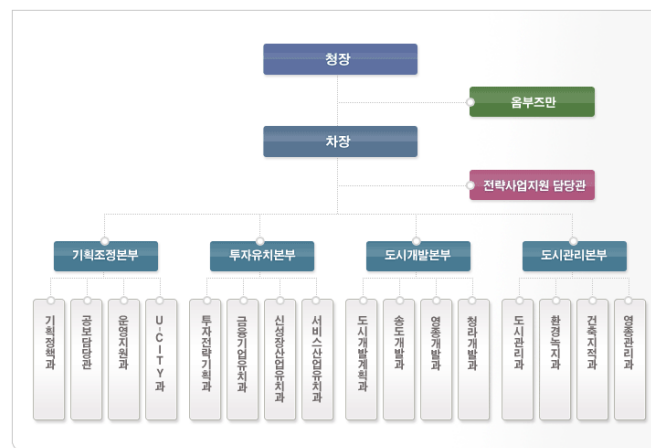 청장
옴부즈만
차장
전략사업지원 담당관
기획조정본부
투자유치본부
도시개발본부
도시관리본부
기획정책과
공보담당관
운영지원과
U-CITY과
투자전략기획과
금융기업유치과
신성장산업유치과
서비스산업유치과
도시개발계획과
송도개발과
영종개발과
청라개발과
도시관리과
환경녹지과
건축지적과
영종관리과